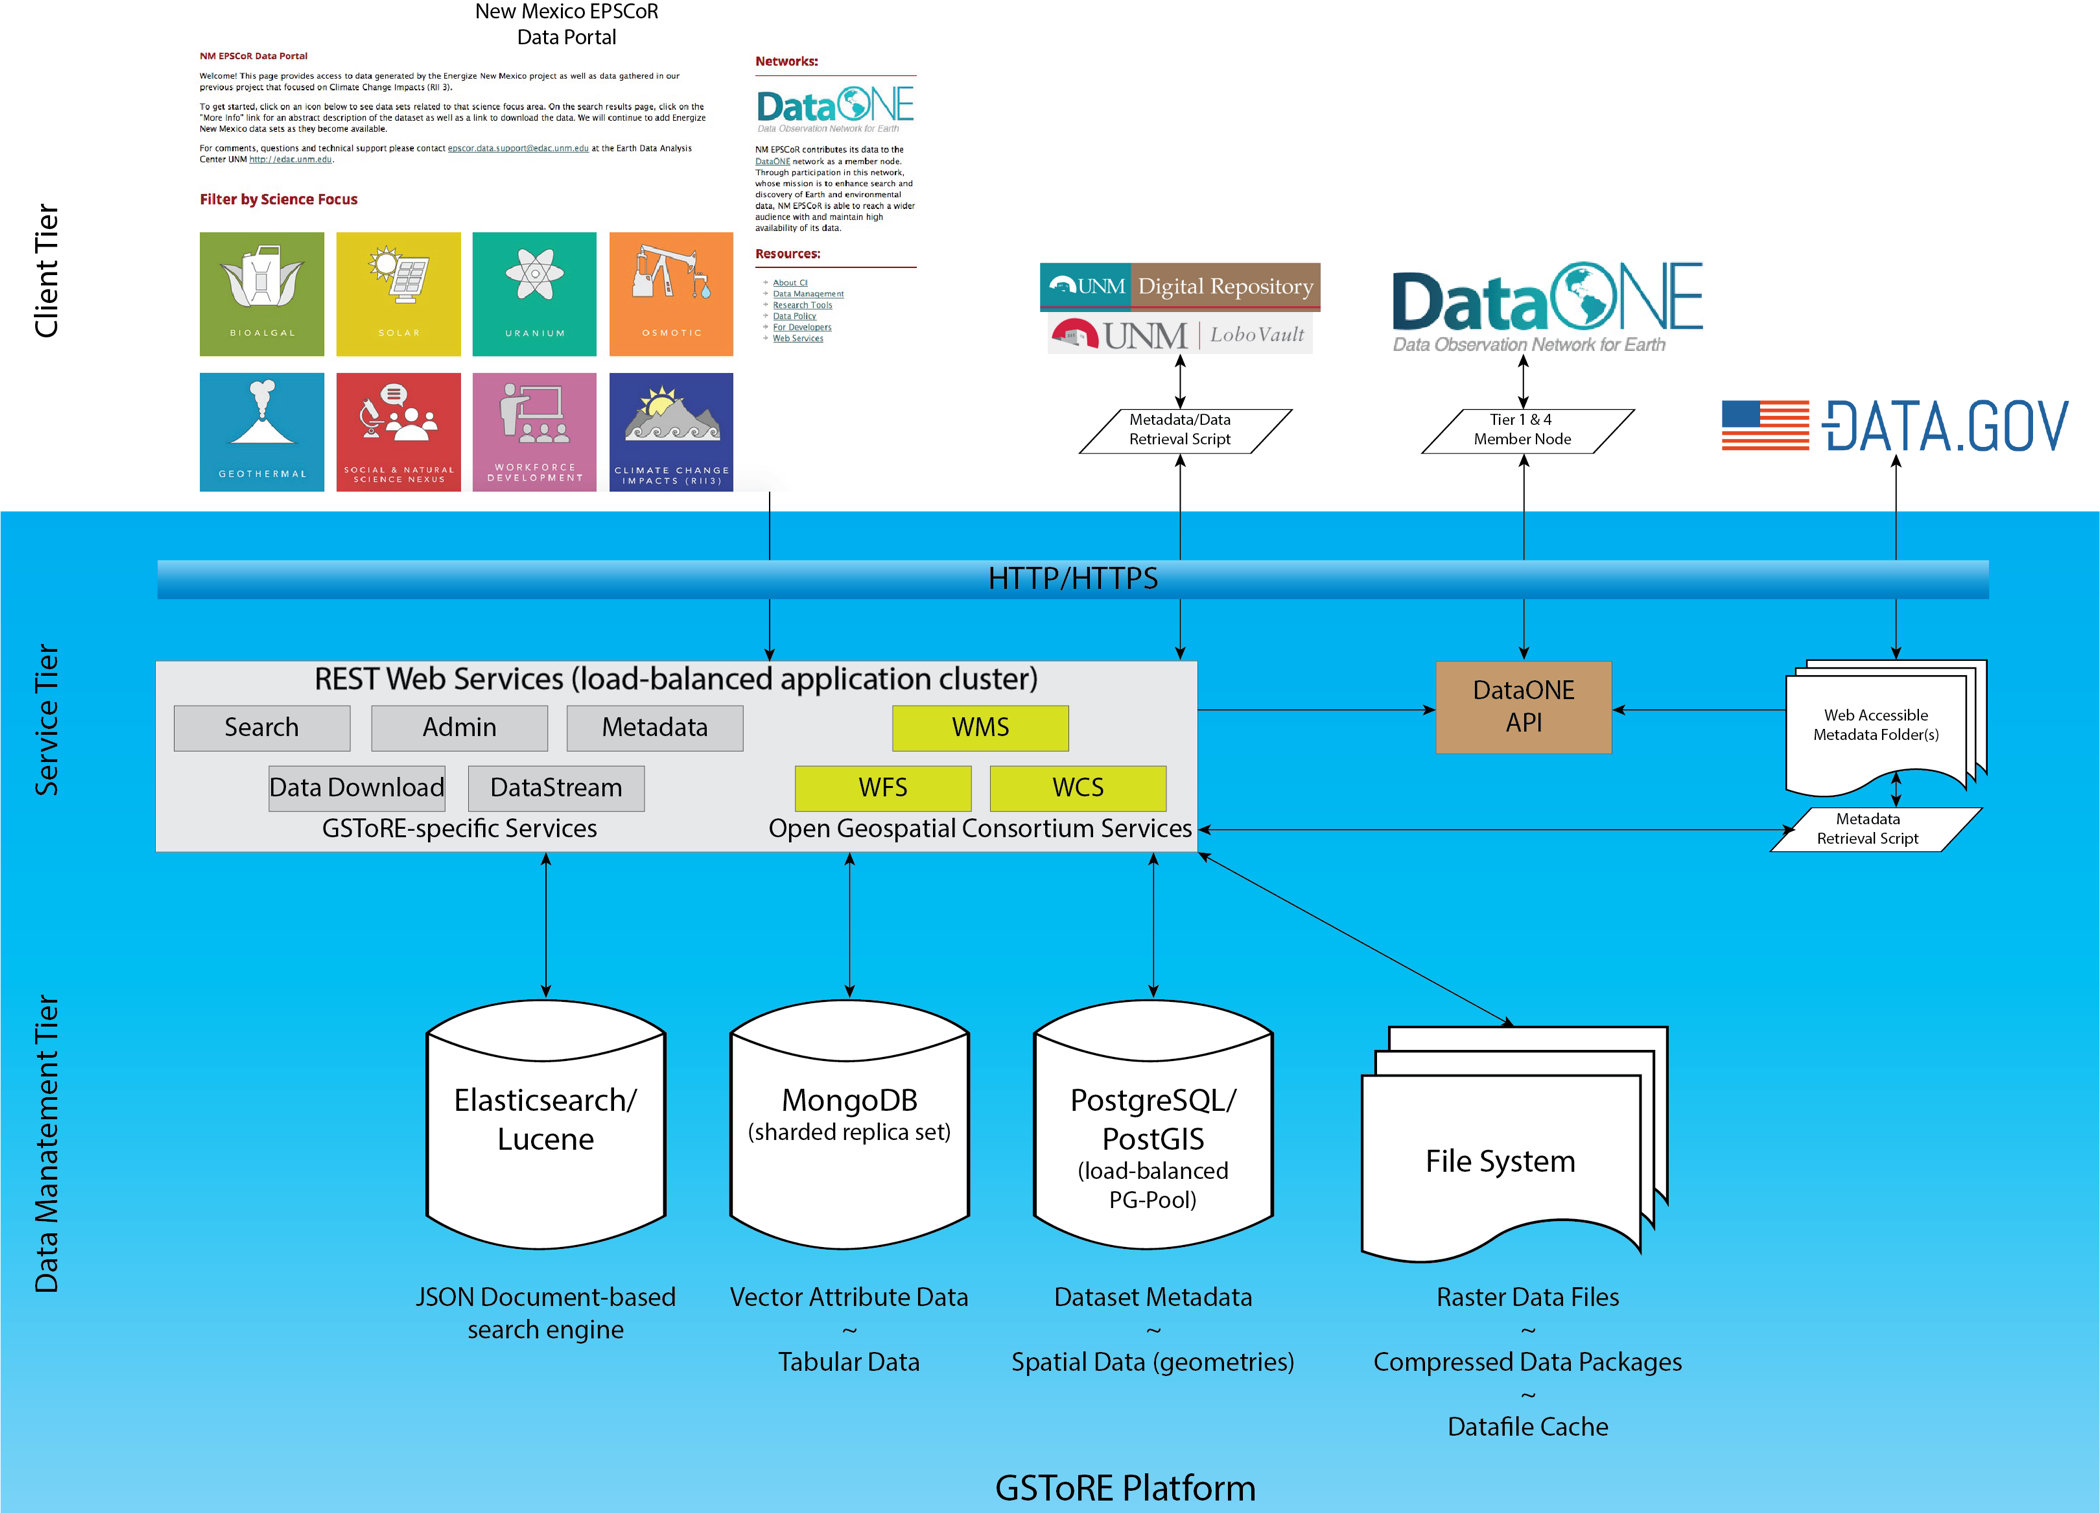 New Mexico EPSCoR
Data Portal
NM EPSCoR Data Portal
Welcome! This page provides access to data generated by the Energize New Mexico project as well as data gathered in our
previous project that focused on Climate Change Impacts (RII 3).
To get started, click on an icon below to see data sets related to that science focus area. On the search results page, click on the
"More Info" link for an abstract description of the dataset as well as a link to download the data. We will continue to add Energize
New Mexico data sets as they become available.
For comments, questions and technical support please contact epscor.data.support@edac.unm.edu at the Earth Data Analysis
Center UNM http://edac.unm.edu.
Filter by Science Focus
BIOALGAL
SOLAR
URANIUM
OSMOTIC
GEOTHERMAL
SOCIAL & NATURAL
SCIENCE NEXUS
WORKFORCE
DEVELOPMENT
CLIMATE CHANGE
IMPACTS (RII3)
Networks:
DataONE
Data Observation Network for Earth
NM EPSCoR contributes its data to the
DataONE network as a member node.
Through participation in this network,
whose mission is to enhance search and
discovery of Earth and environmental
data, NM EPSCoR is able to reach a wider
audience with and maintain high
availability of its data.
Resources:
About CI
Data Management
Research Tools
Data Policy
For Developers
Web Services
UNM Digital Repository
UNM LoboVault
Metadata/Data
Retrieval Script
DataONE
Data Observation Network for Earth
Tier 1 & 4
Member Node
DATA.GOV
Client Tier
HTTP/HTTPS
Service Tier
REST Web Services (load-balanced application cluster)
Search
Admin
Metadata
WMS
Data Download
DataStream
WFS
WCS
GSToRE-specific Services
Open Geospatial Consortium Services
DataONE
API
Web Accessible
Metadata Folder(s)
Metadata
Retrieval Script
Data Manatement Tier
Elasticsearch/
Lucene
MongoDB
(sharded replica set)
PostgreSQL/
PostGIS
(load-balanced
PG-Pool)
File System
JSON Document-based
search engine
Vector Attribute Data
~
Tabular Data
Dataset Metadata
~
Spatial Data (geometries)
Raster Data Files
~
Compressed Data Packages
~
Datafile Cache
GSToRE Platform